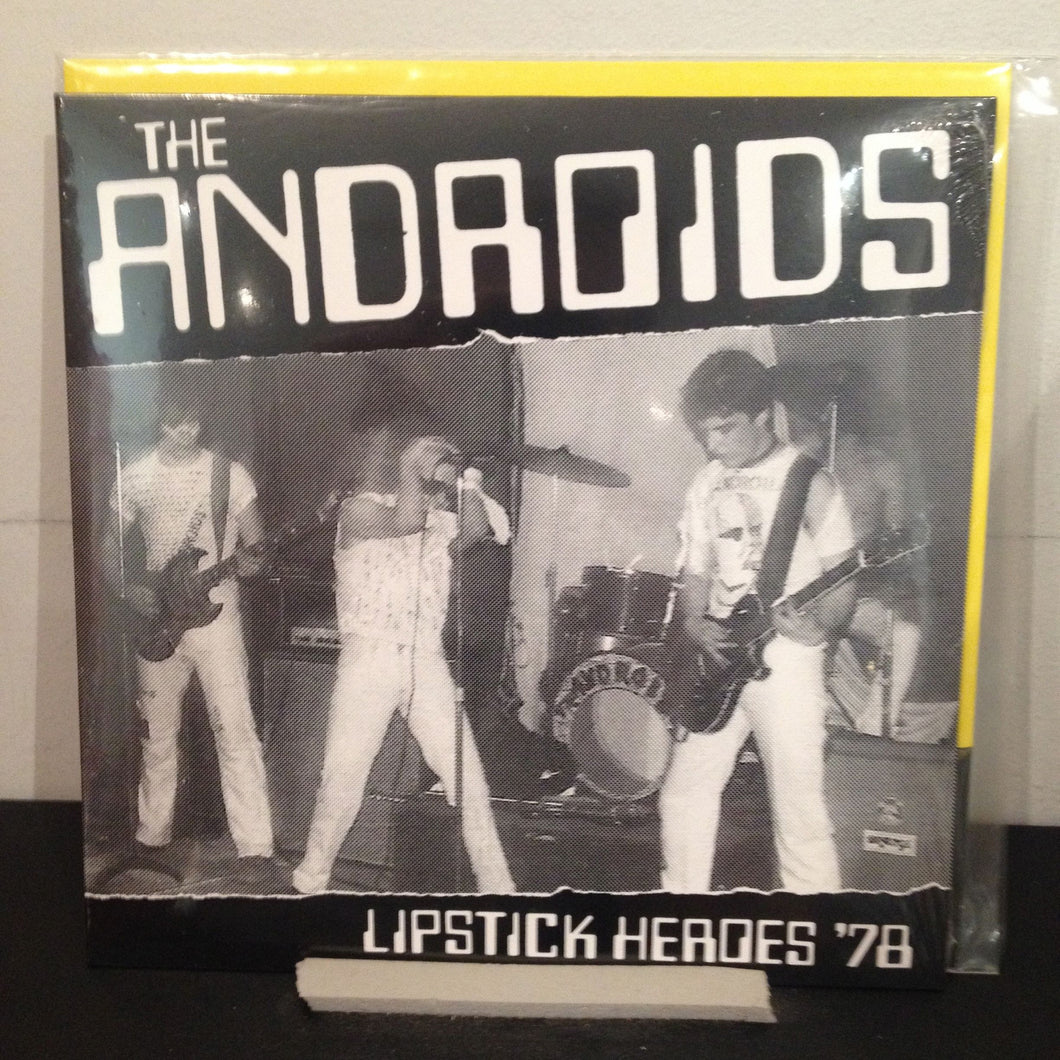 THE
ANDROIDS
LIPSTICK HEROES '78